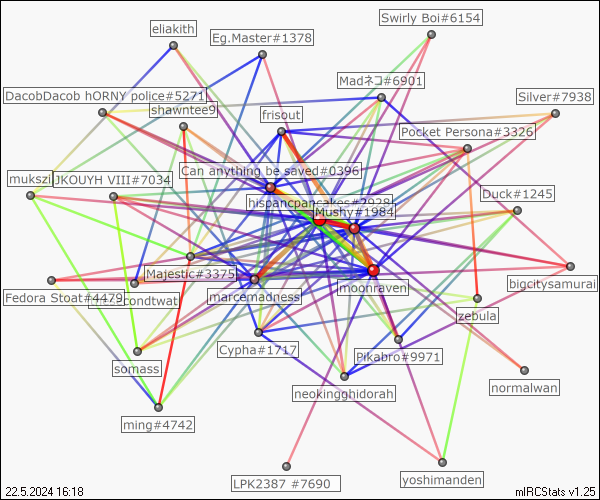 Swirly Boi#6154
eliakith
Eg.Master#1378
Madネコ#6901
DacobDacob hORNY police#5271
Silver#7938
shawntee9
frisout
Pocket Persona#3326
Can anything be saved#0396
mukszi
JKOUYH VIII#7034
Duck#1245
hispancpancakes#7928
Mushy#1984
Majestic#3375
bigcitysamurai
moonraven
marcemadness
Fedora Stoat#4479
condtwat
zebula
Cypha#1717
Pikabro#9971
somass
normalwan
neokingghidorah
ming#4742
LPK2387 #7690
yoshimanden
22.5.2024 16:18
mIRCStats v1.25